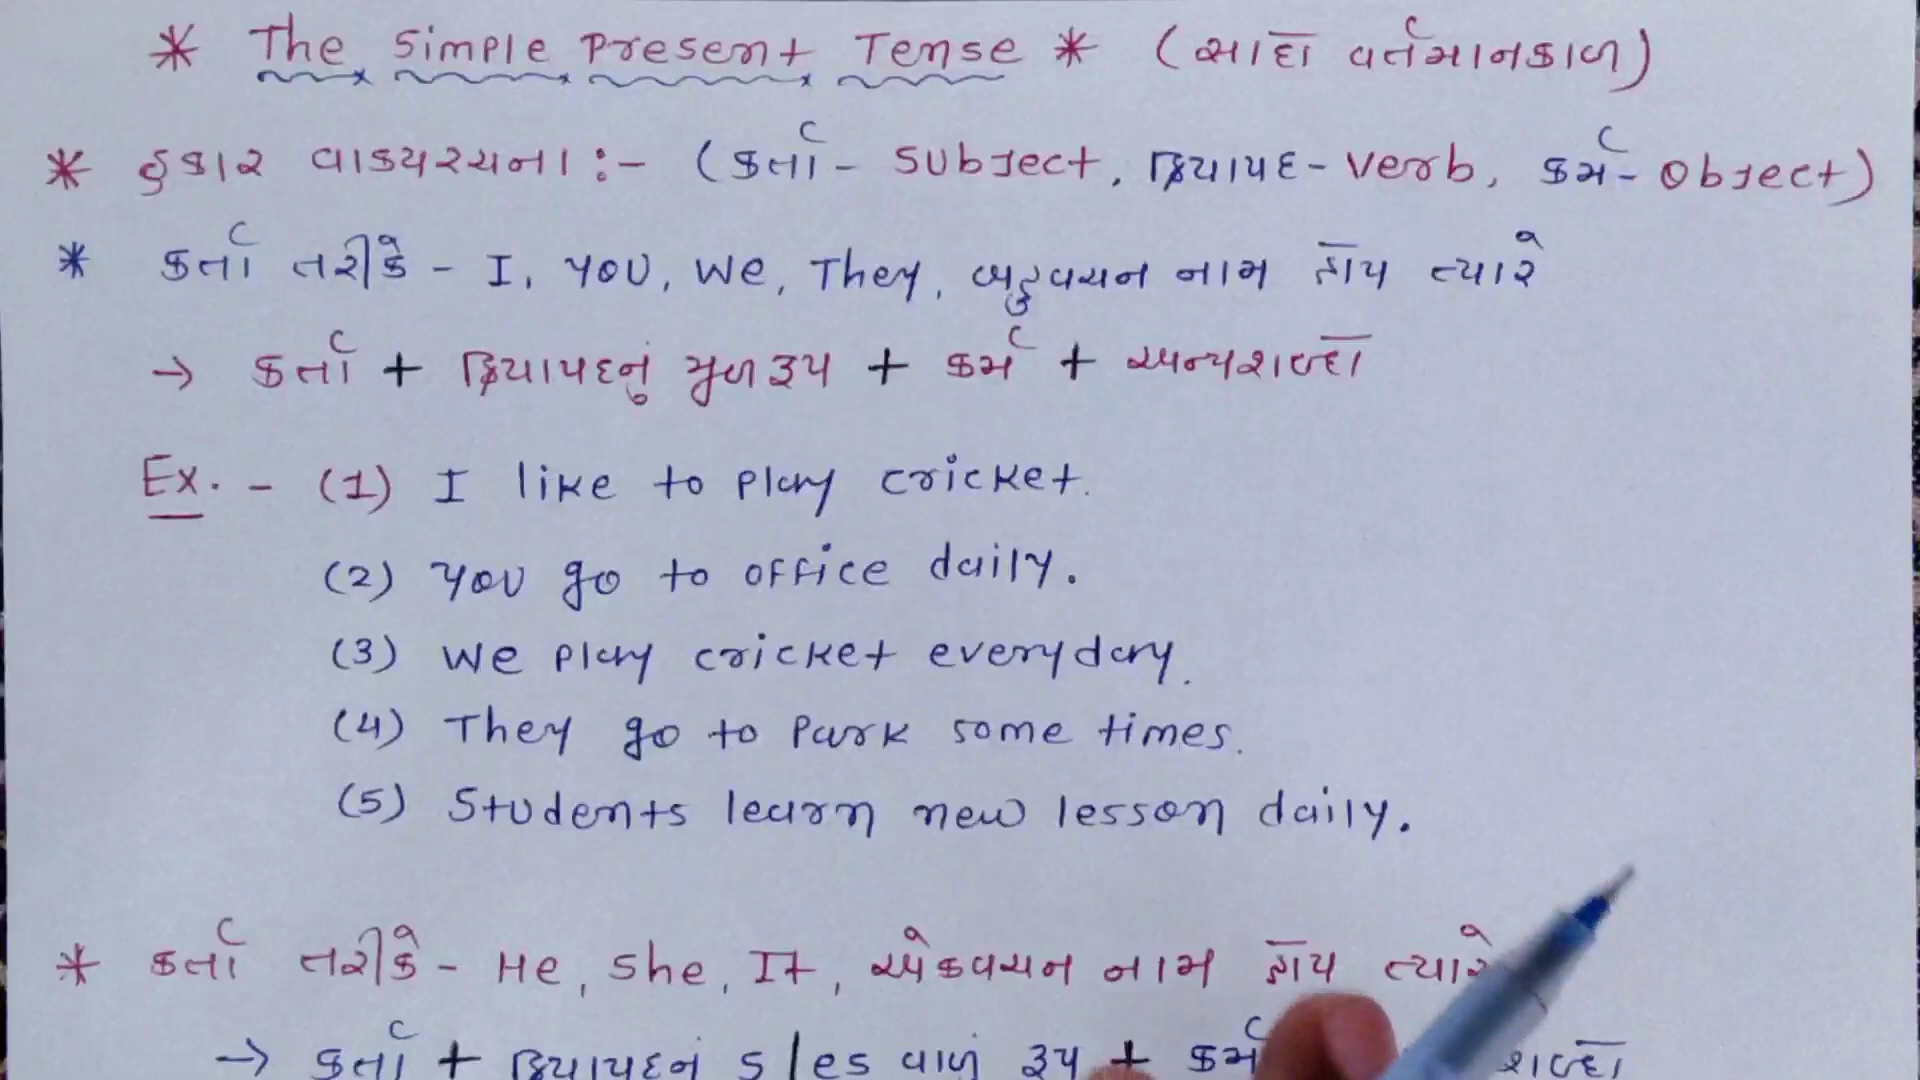 * The Simple Present Tense * (સાદો વર્તમાનકાળ)
* હકાર વાક્યરચના :- (કર્તા - Subject, ક્રિયાપદ - Verb, કર્મ - Object)
* કર્તા તરીકે - I, You, We, They, બહુવચન નામ હોય ત્યારે
→ કર્તા + ક્રિયાપદનું મુળરૂપ + કર્મ + અન્યશબ્દો
Ex. - (1) I like to play cricket.
(2) You go to office daily.
(3) We play cricket everyday.
(4) They go to Park some times.
(5) Students learn new lesson daily.
* કર્તા તરીકે - He, She, It, એકવચન નામ હોય ત્યારે
→ કર્તા + ક્રિયાપદનું s/es વાળું રૂપ + કર્મ શબ્દો